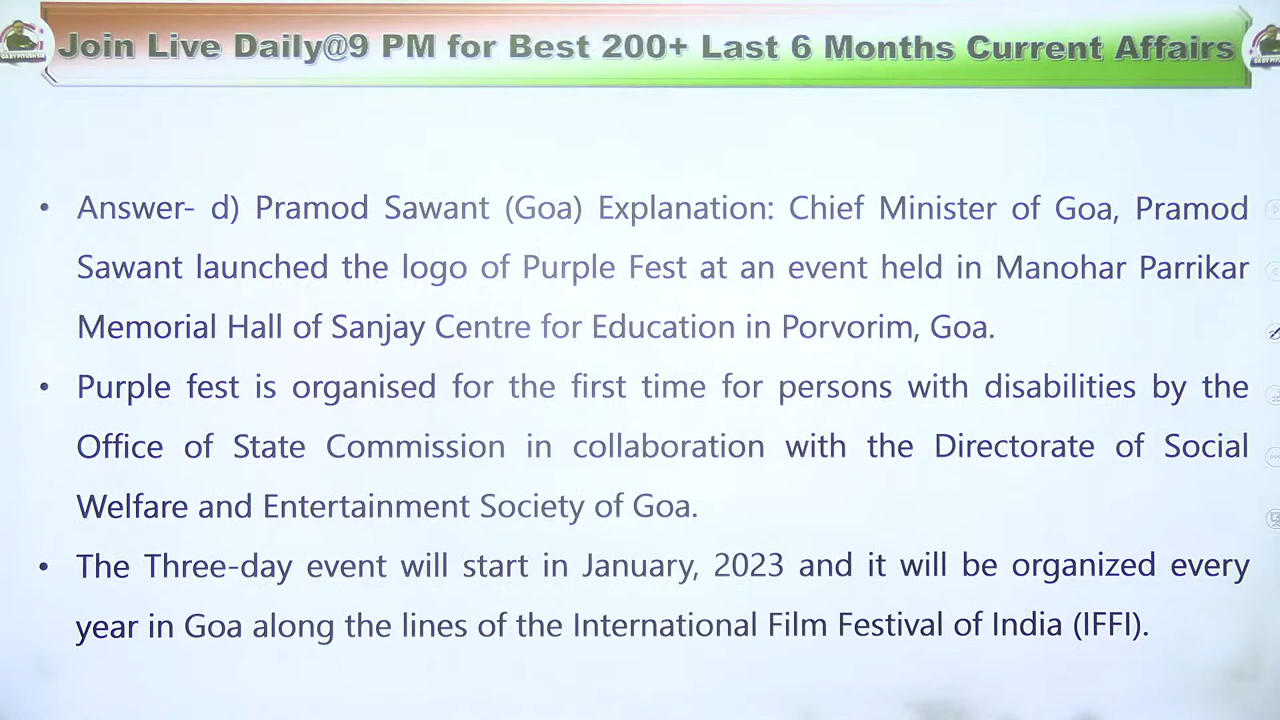 Join Live Daily@9 PM for Best 200+ Last 6 Months Current Affairs
• Answer- d) Pramod Sawant (Goa) Explanation: Chief Minister of Goa, Pramod
Sawant launched the logo of Purple Fest at an event held in Manohar Parrikar
Memorial Hall of Sanjay Centre for Education in Porvorim, Goa.
• Purple fest is organised for the first time for persons with disabilities by the
Office of State Commission in collaboration with the Directorate of Social
Welfare and Entertainment Society of Goa.
• The Three-day event will start in January, 2023 and it will be organized every
year in Goa along the lines of the International Film Festival of India (IFFI).